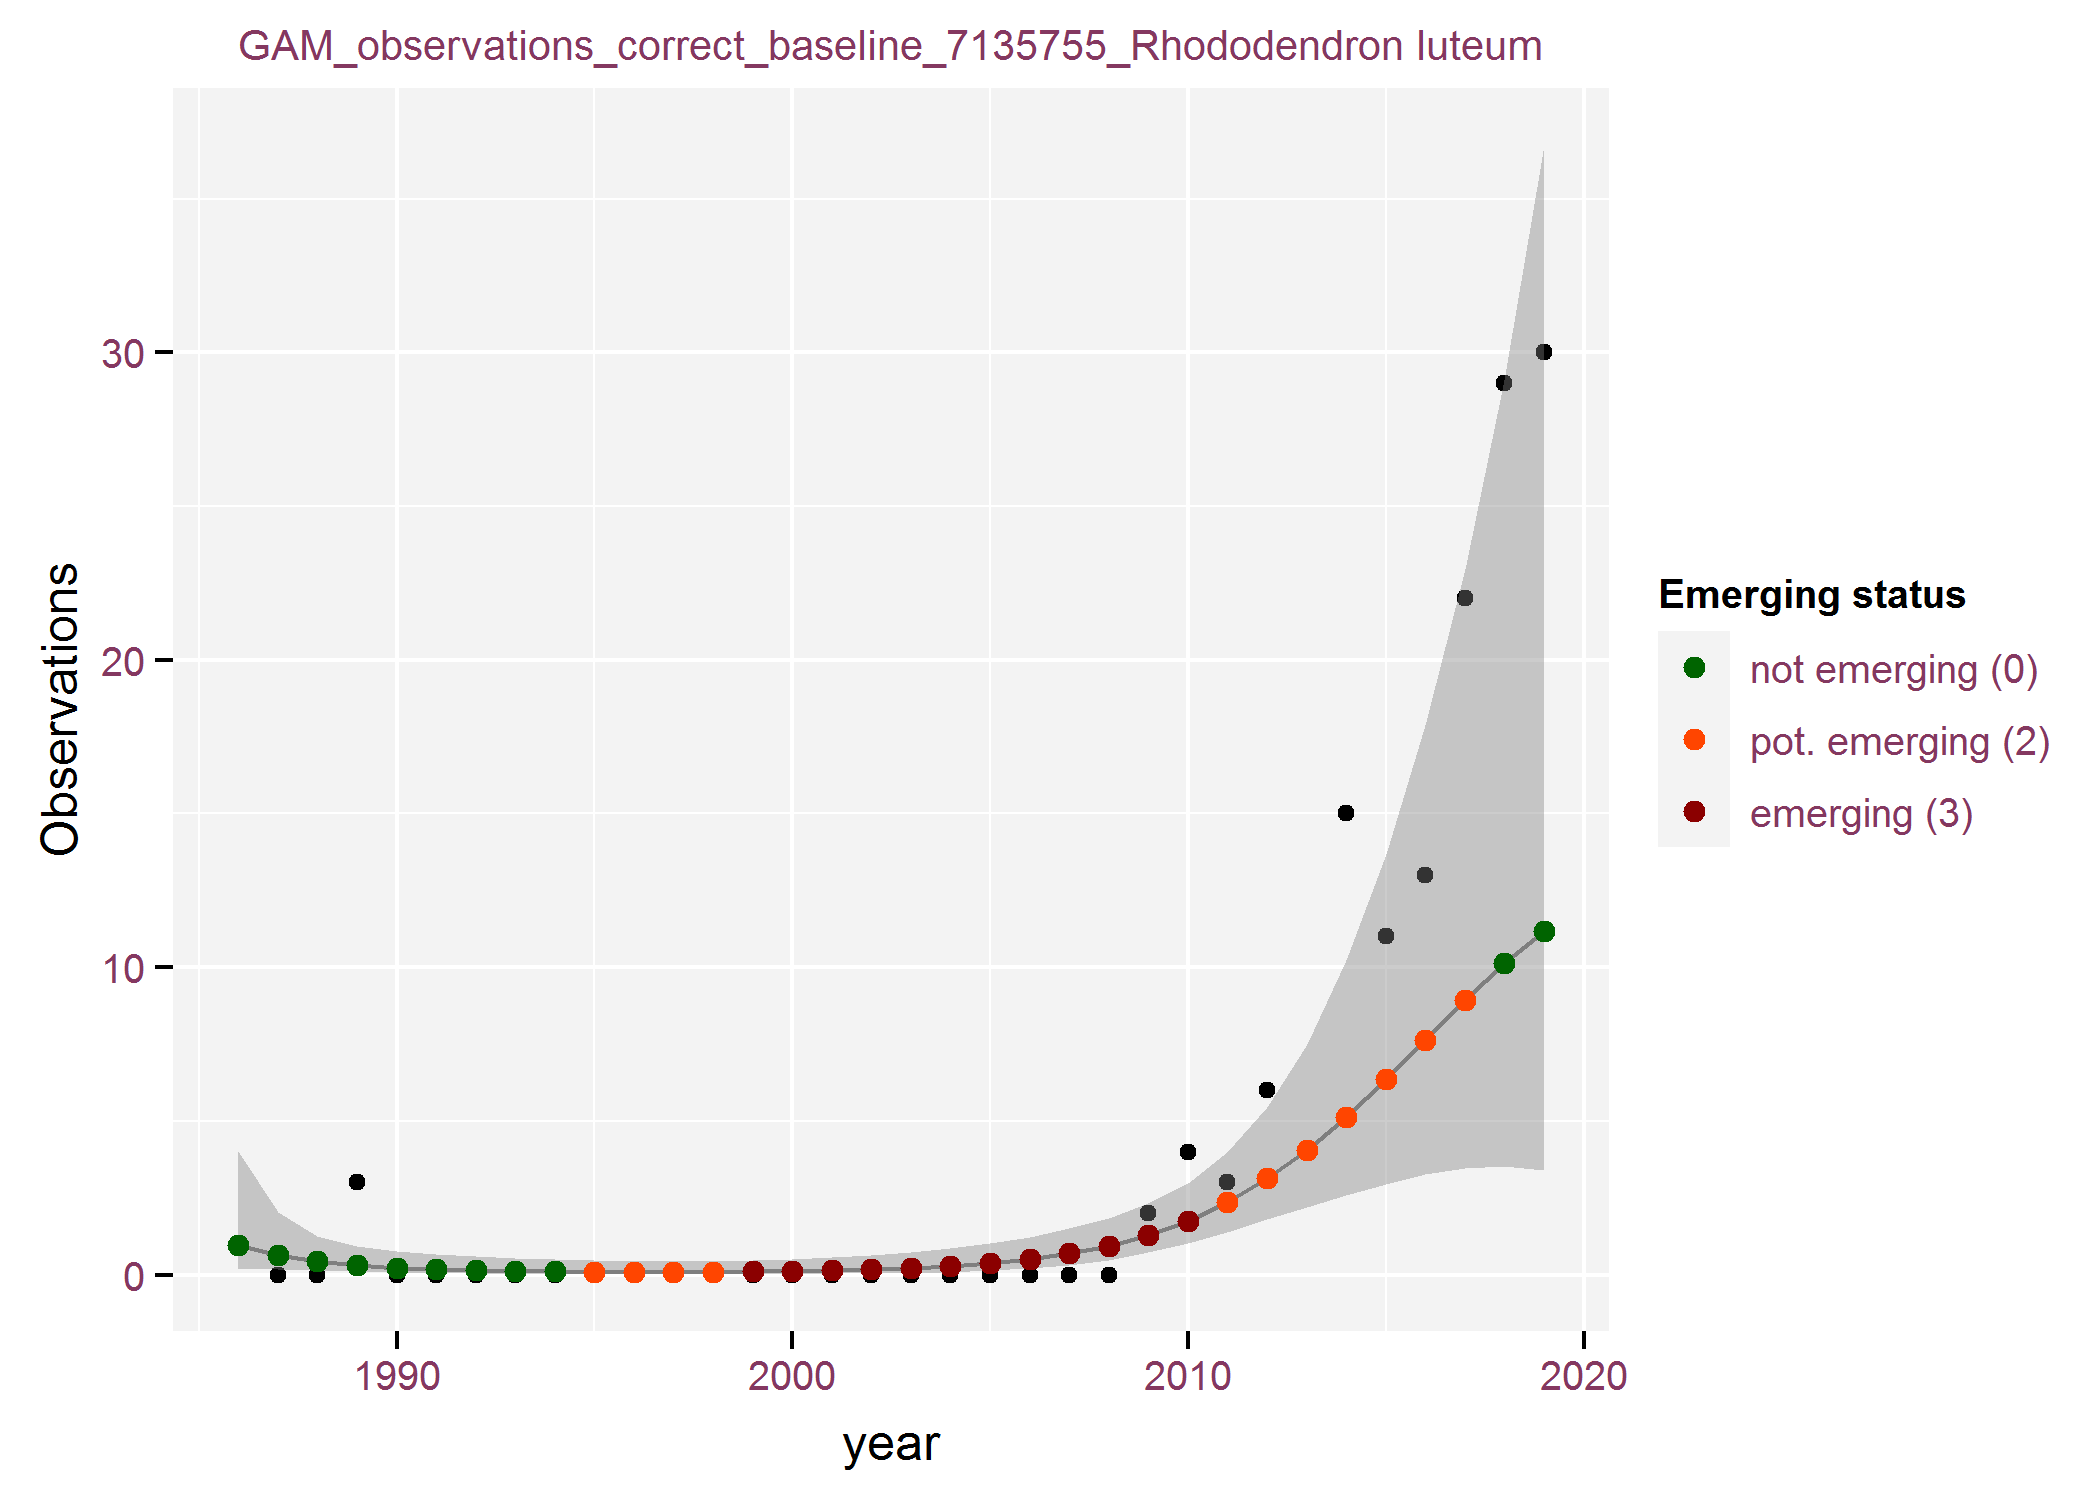 GAM_observations_correct_baseline_7135755_Rhododendron luteum
Observations
30
20
10
0
1990
2000
2010
2020
year
Emerging status
not emerging (0)
pot. emerging (2)
emerging (3)